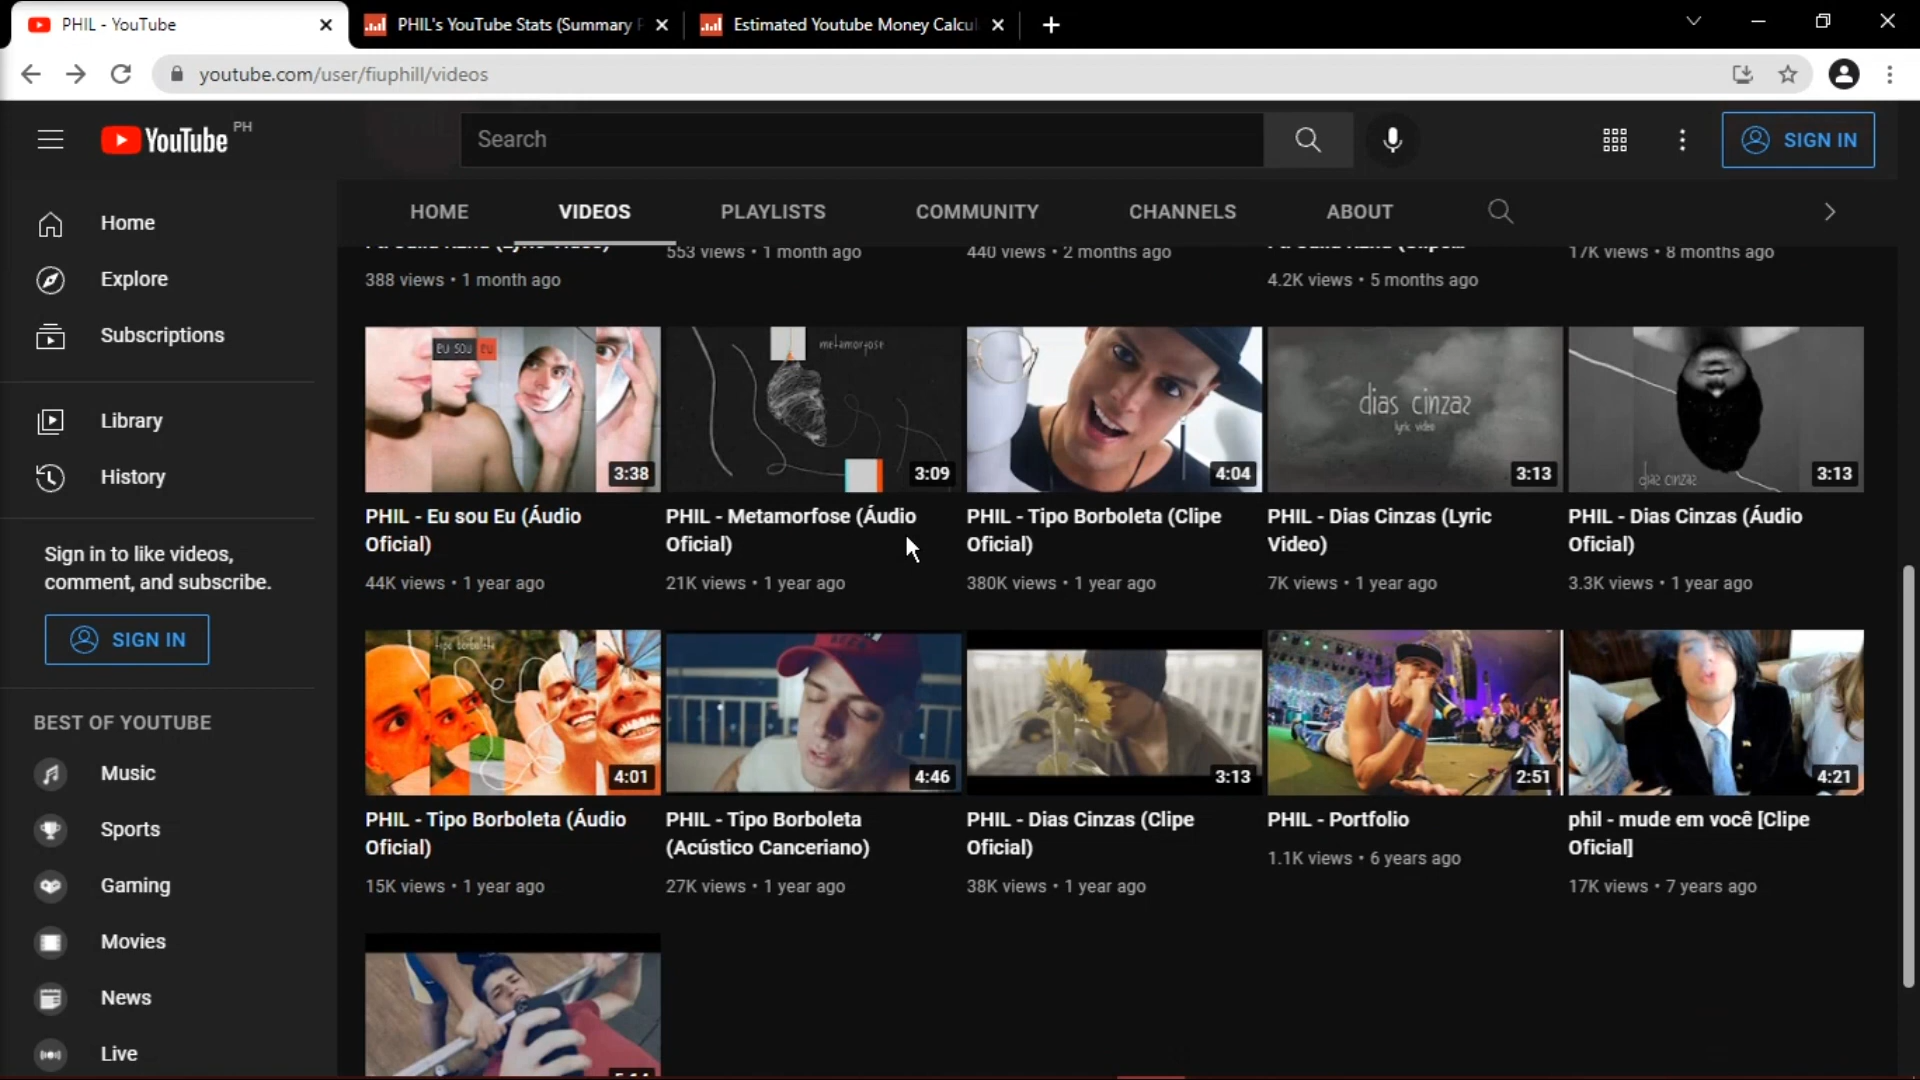 PHIL - YouTube
PHIL's YouTube Stats (Summary
Estimated Youtube Money Calcul
youtube.com/user/fiuphill/videos
YouTube PH
Search
SIGN IN
HOME
VIDEOS
PLAYLISTS
COMMUNITY
CHANNELS
ABOUT
Home
Explore
Subscriptions
Library
History
Sign in to like videos,
comment, and subscribe.
SIGN IN
BEST OF YOUTUBE
Music
Sports
Gaming
Movies
News
Live
388 views • 1 month ago
553 views • 1 month ago
440 views • 2 months ago
4.2K views • 5 months ago
17K views • 8 months ago
EU SOU EU
3:38
PHIL - Eu sou Eu (Áudio
Oficial)
44K views • 1 year ago
metamorfose
3:09
PHIL - Metamorfose (Áudio
Oficial)
21K views • 1 year ago
4:04
PHIL - Tipo Borboleta (Clipe
Oficial)
380K views • 1 year ago
dias cinzas
lyric video
3:13
PHIL - Dias Cinzas (Lyric
Video)
7K views • 1 year ago
dias cinzas
3:13
PHIL - Dias Cinzas (Áudio
Oficial)
3.3K views • 1 year ago
tipo borboleta
4:01
PHIL - Tipo Borboleta (Áudio
Oficial)
15K views • 1 year ago
4:46
PHIL - Tipo Borboleta
(Acústico Canceriano)
27K views • 1 year ago
3:13
PHIL - Dias Cinzas (Clipe
Oficial)
38K views • 1 year ago
2:51
PHIL - Portfolio
1.1K views • 6 years ago
4:21
phil - mude em você [Clipe
Oficial]
17K views • 7 years ago